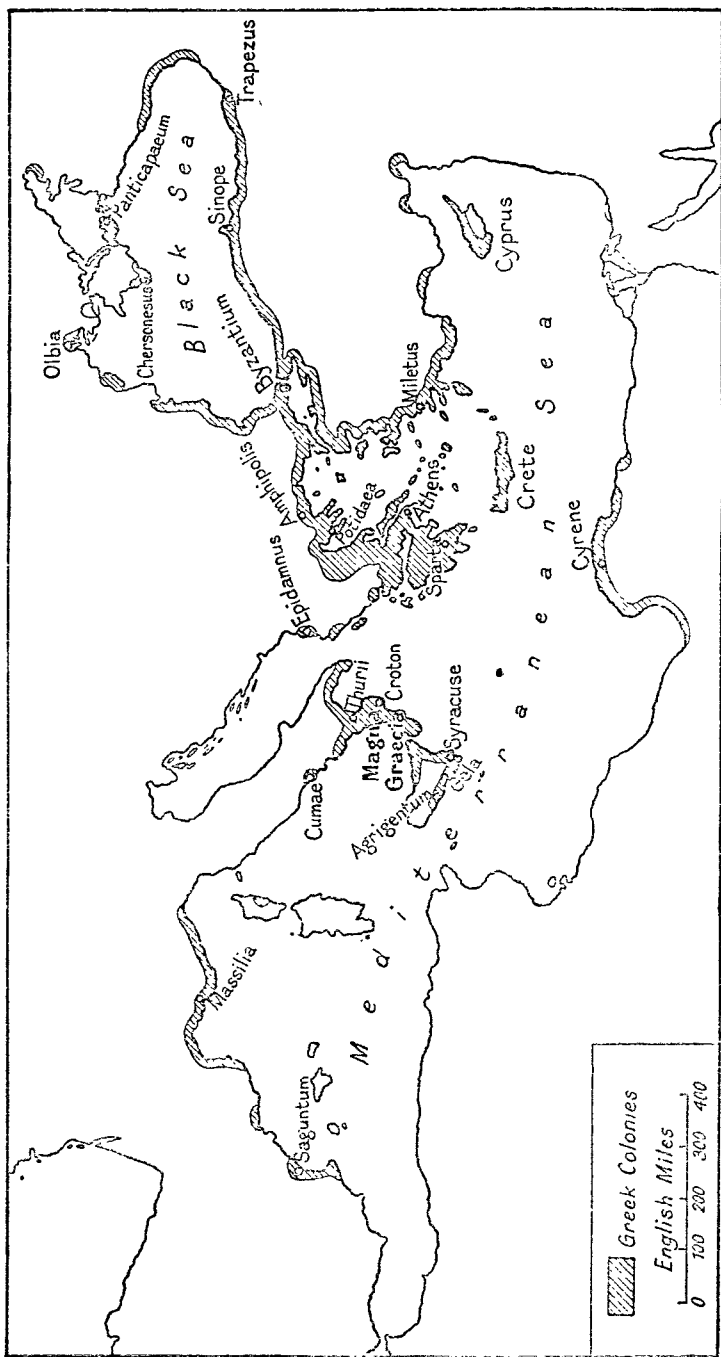 Olbia
Panticapaeum
Chersonesus
Black Sea
Trapezus
Sinope
Byzantium
Amphipolis
Epidamnus
Potidaea
Athens
Sparta
Miletus
Cyprus
Crete
Cyrene
Thurii
Croton
Magna
Graecia
Cumae
Syracuse
Gela
Agrigentum
Massilia
Saguntum
Mediterranean Sea
Greek Colonies
English Miles
0 100 200 300 400